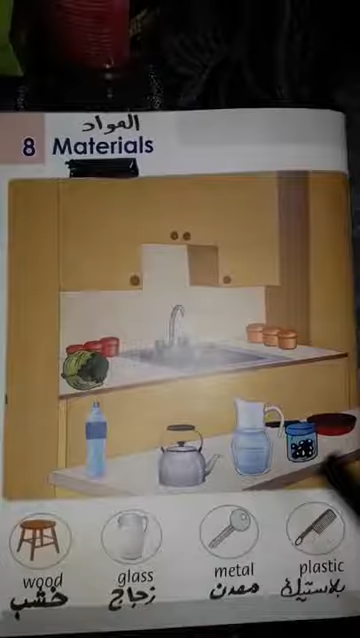 المواد
8 Materials
wood glass metal plastic
خشب زجاج معدن بلاستيك